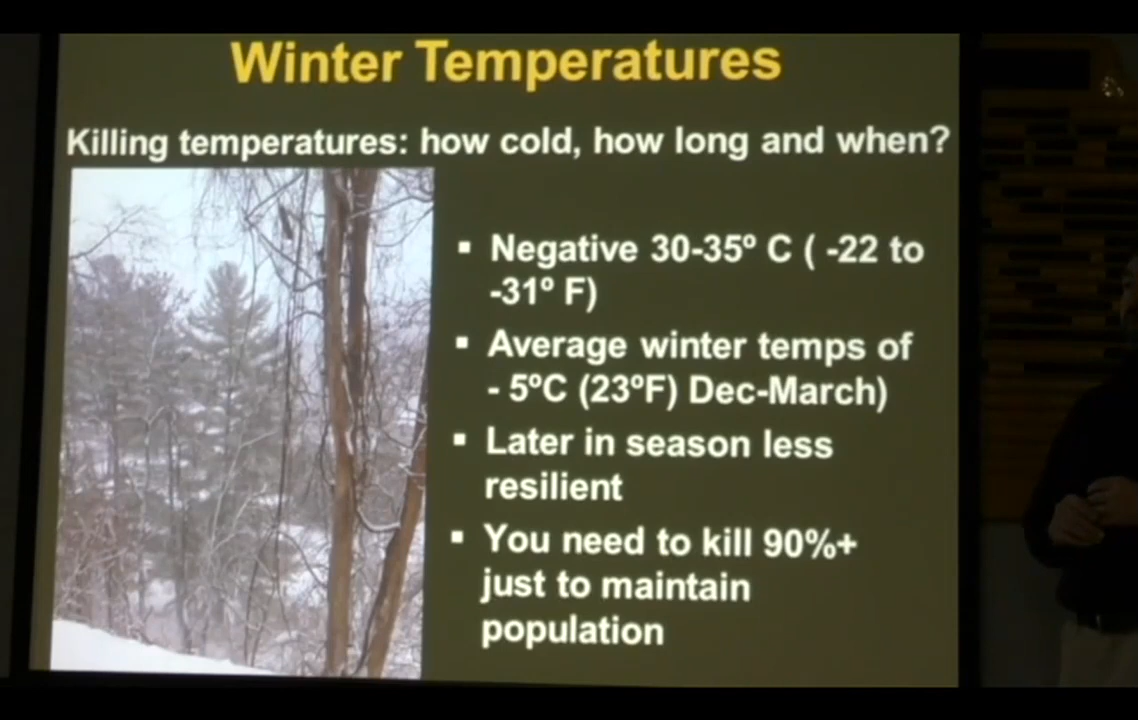 Winter Temperatures
Killing temperatures: how cold, how long and when?
▪ Negative 30-35º C ( -22 to
-31º F)
▪ Average winter temps of
- 5ºC (23ºF) Dec-March)
▪ Later in season less
resilient
▪ You need to kill 90%+
just to maintain
population